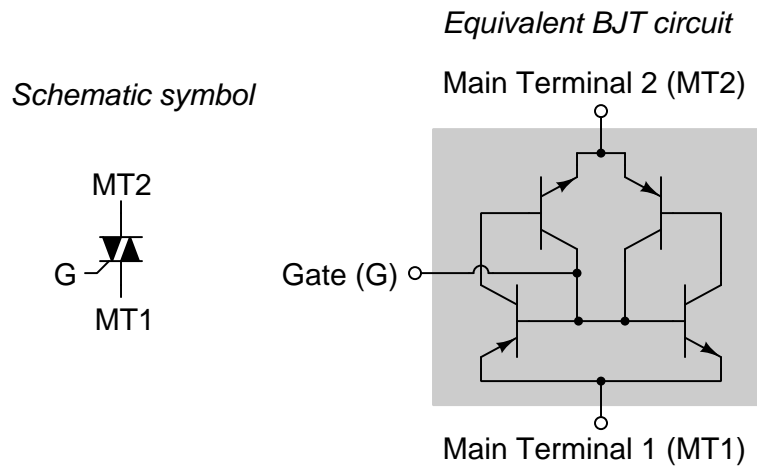 Equivalent BJT circuit
Schematic symbol
Main Terminal 2 (MT2)
MT2
G
MT1
Gate (G)
Main Terminal 1 (MT1)